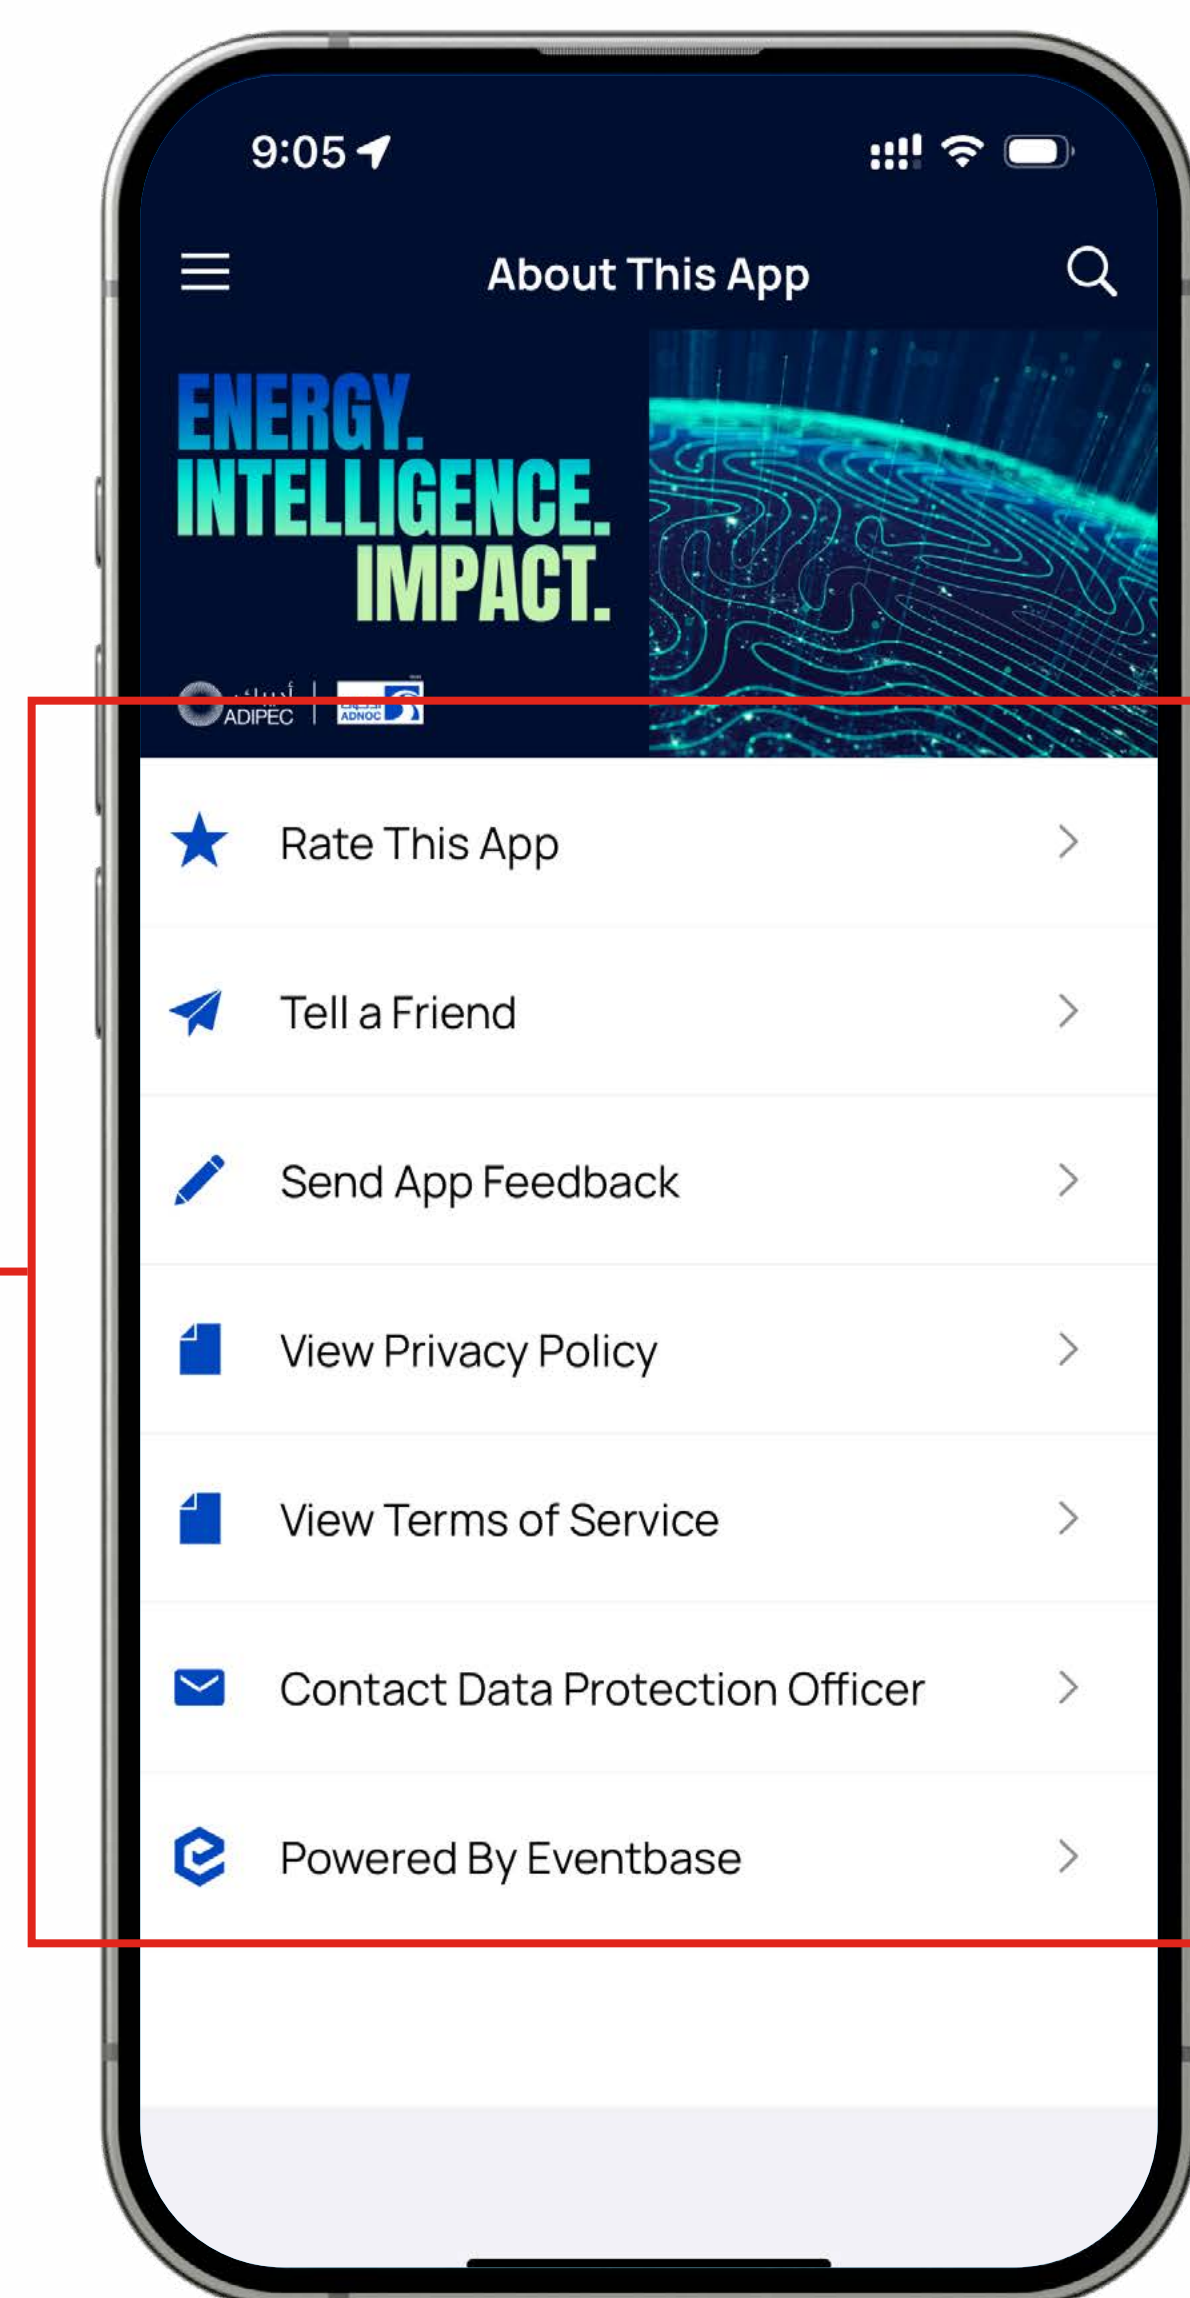 9:05
About This App
ENERGY.
INTELLIGENCE.
IMPACT.
ADIPEC
ADNOC
Rate This App
Tell a Friend
Send App Feedback
View Privacy Policy
View Terms of Service
Contact Data Protection Officer
Powered By Eventbase